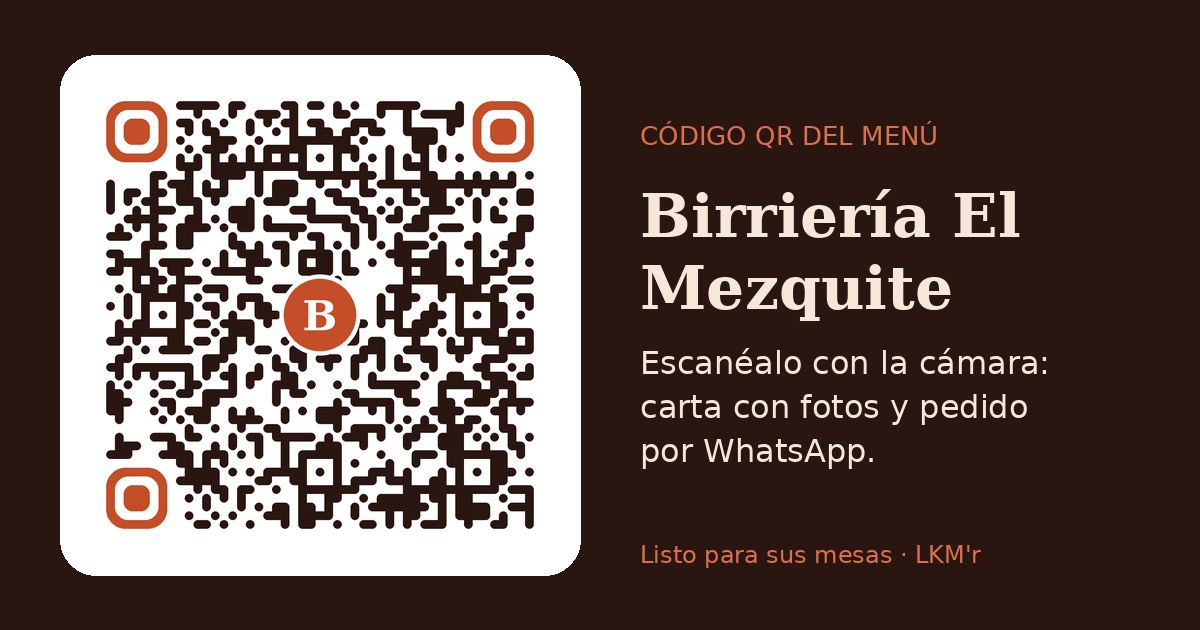 B
CÓDIGO QR DEL MENÚ
Birriería El
Mezquite
Escanéalo con la cámara:
carta con fotos y pedido
por WhatsApp.
Listo para sus mesas · LKM'r